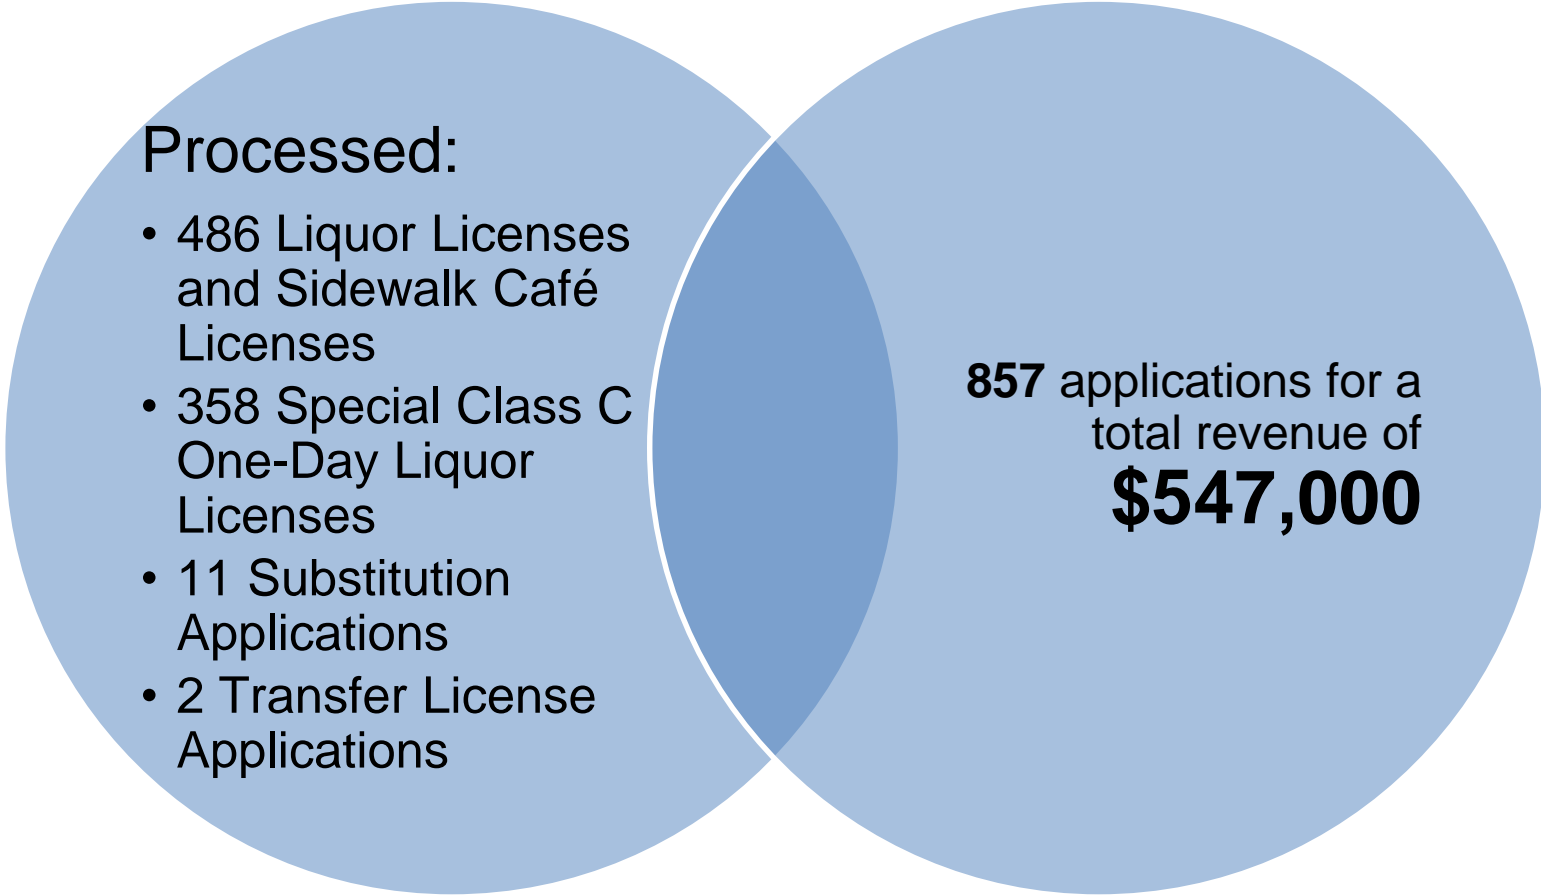 Processed:
• 486 Liquor Licenses
and Sidewalk Café
Licenses
• 358 Special Class C
One-Day Liquor
Licenses
• 11 Substitution
Applications
• 2 Transfer License
Applications
857 applications for a
total revenue of
$547,000